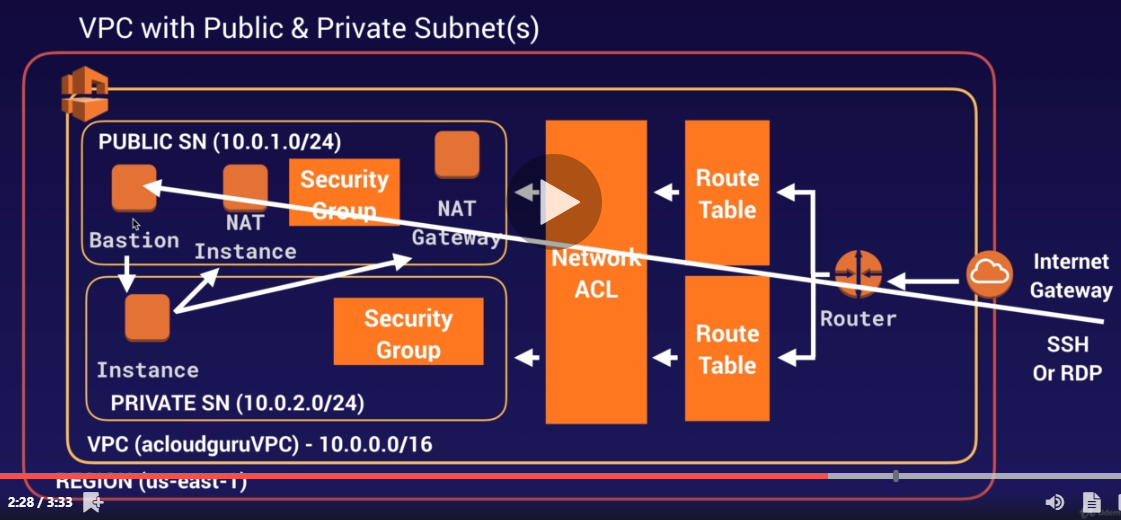 VPC with Public & Private Subnet(s)
PUBLIC SN (10.0.1.0/24)
Bastion
NAT
Instance
Security
Group
NAT
Gateway
Instance
Security
Group
PRIVATE SN (10.0.2.0/24)
Network
ACL
Route
Table
Route
Table
Router
Internet
Gateway
SSH
Or RDP
VPC (acloudguruVPC) - 10.0.0.0/16
REGION (us-east-1)
2:28 / 3:33